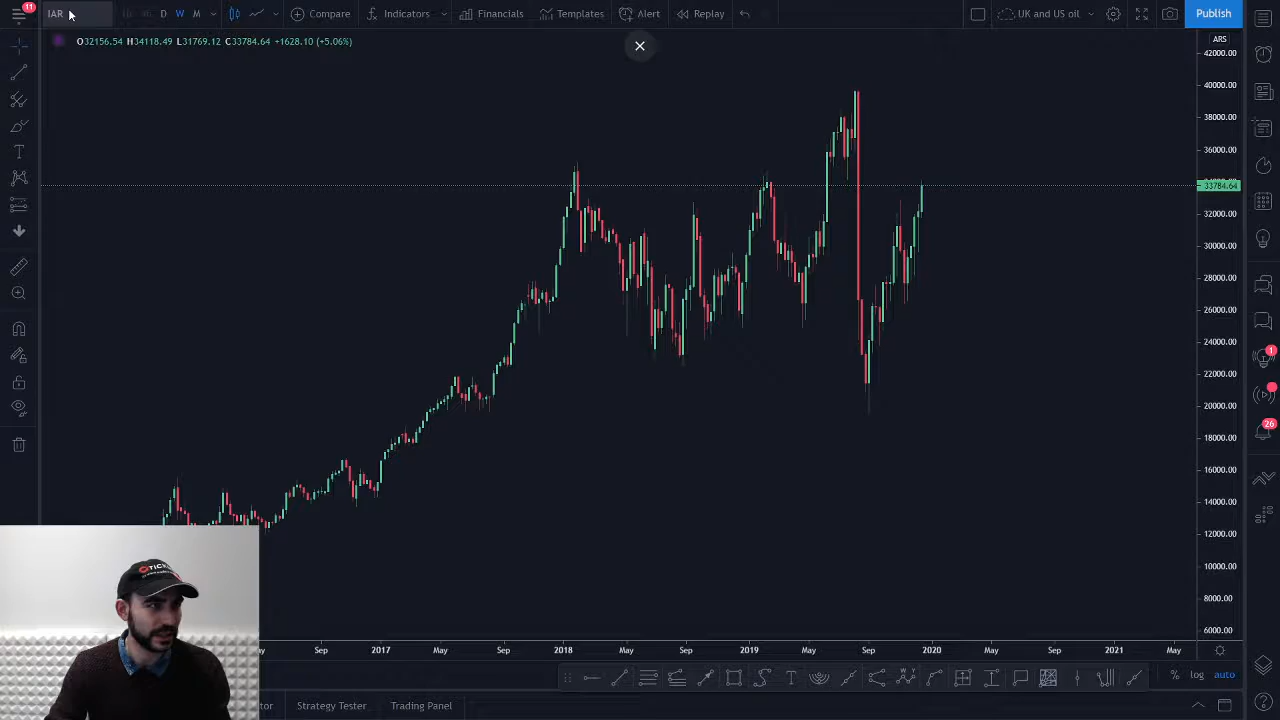 11
IAR
D
W
M
Compare
Indicators
Financials
Templates
Alert
Replay
UK and US oil
Publish
O32156.54 H34118.49 L31769.12 C33784.64 +1628.10 (+5.06%)
ARS
42000.00
40000.00
38000.00
36000.00
33784.64
32000.00
30000.00
28000.00
26000.00
24000.00
22000.00
20000.00
18000.00
16000.00
14000.00
12000.00
10000.00
8000.00
6000.00
1
26
Sep
2017
May
Sep
2018
May
Sep
2019
May
Sep
2020
May
Sep
2021
May
%
log
auto
Strategy Tester
Trading Panel